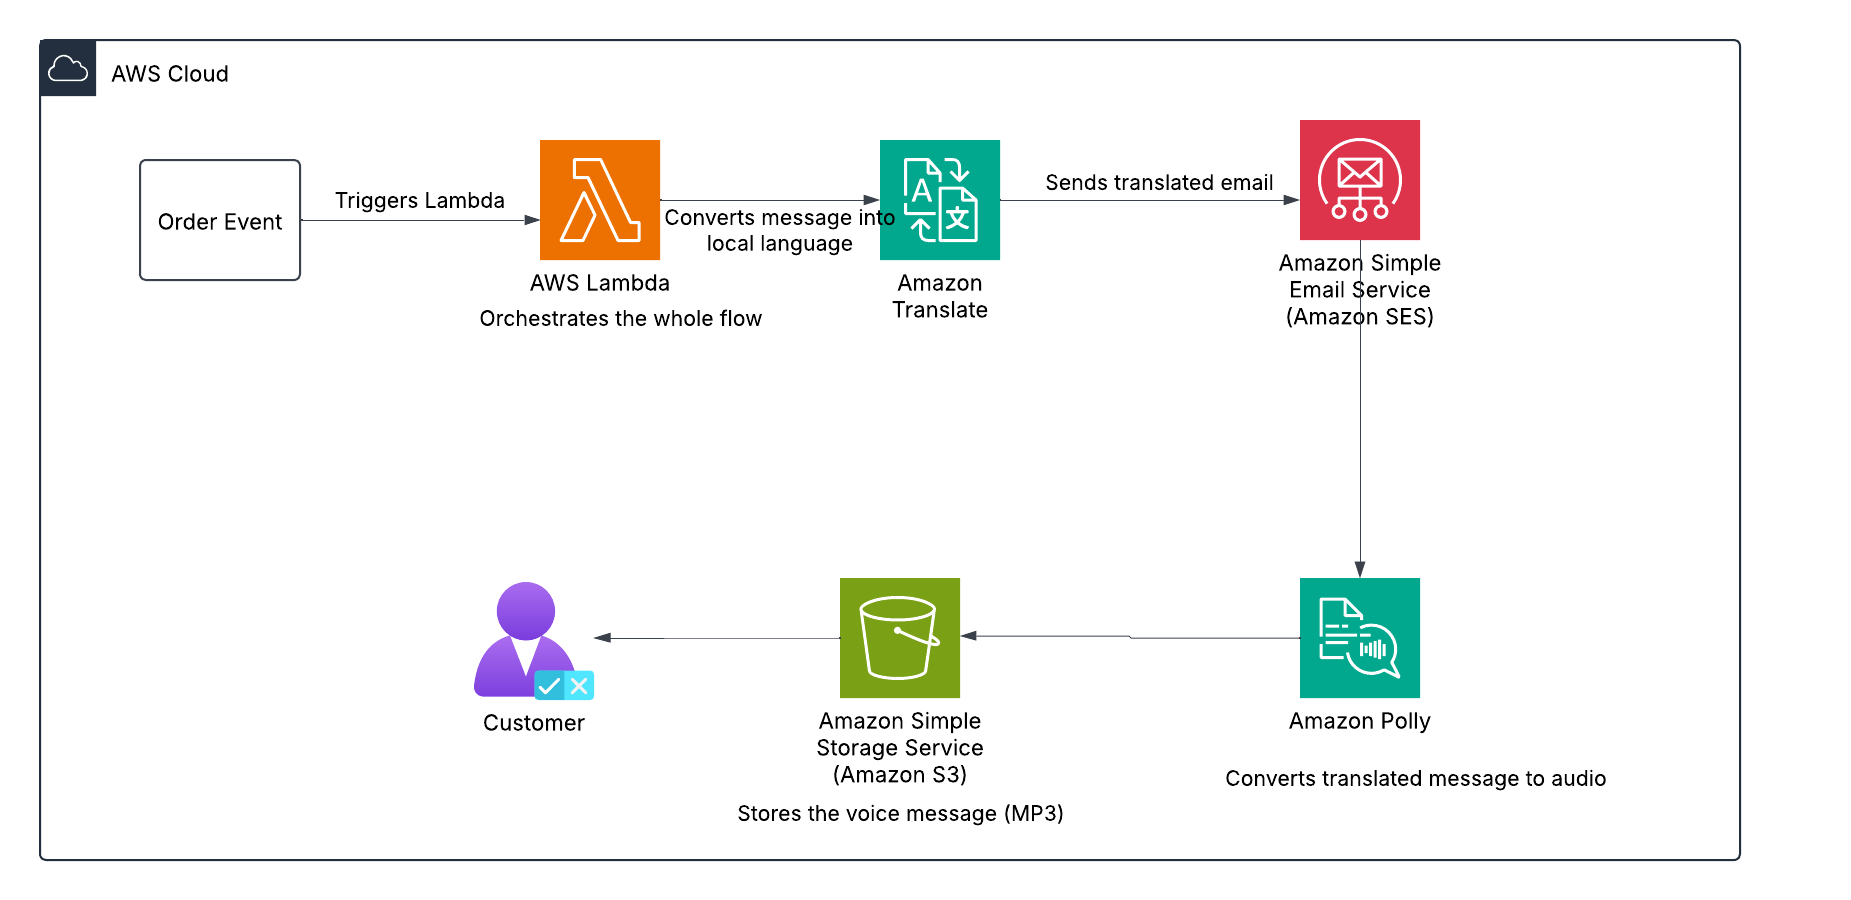 AWS Cloud
Order Event
Triggers Lambda
Converts message into
local language
Sends translated email
AWS Lambda
Orchestrates the whole flow
A
文
Amazon
Translate
Amazon Simple
Email Service
(Amazon SES)
Customer
Amazon Simple
Storage Service
(Amazon S3)
Stores the voice message (MP3)
Amazon Polly
Converts translated message to audio